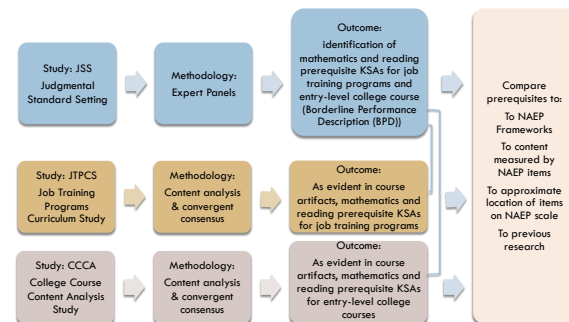 Study: JSS
Judgmental
Standard Setting
Methodology:
Expert Panels
Outcome:
identification of
mathematics and reading
prerequisite KSAs for job
training programs and
entry-level college course
(Borderline Performance
Description (BPD))
Study: JTPCS
Job Training
Programs
Curriculum Study
Methodology:
Content analysis
& convergent
consensus
Outcome:
As evident in course
artifacts, mathematics and
reading prerequisite KSAs
for job training programs
Study: CCCA
College Course
Content Analysis
Study
Methodology:
Content analysis
& convergent
consensus
Outcome:
As evident in course
artifacts, mathematics and
reading prerequisite KSAs
for entry-level college
courses
Compare
prerequisites to:
To NAEP
Frameworks
To content
measured by
NAEP items
To approximate
location of items
on NAEP scale
To previous
research